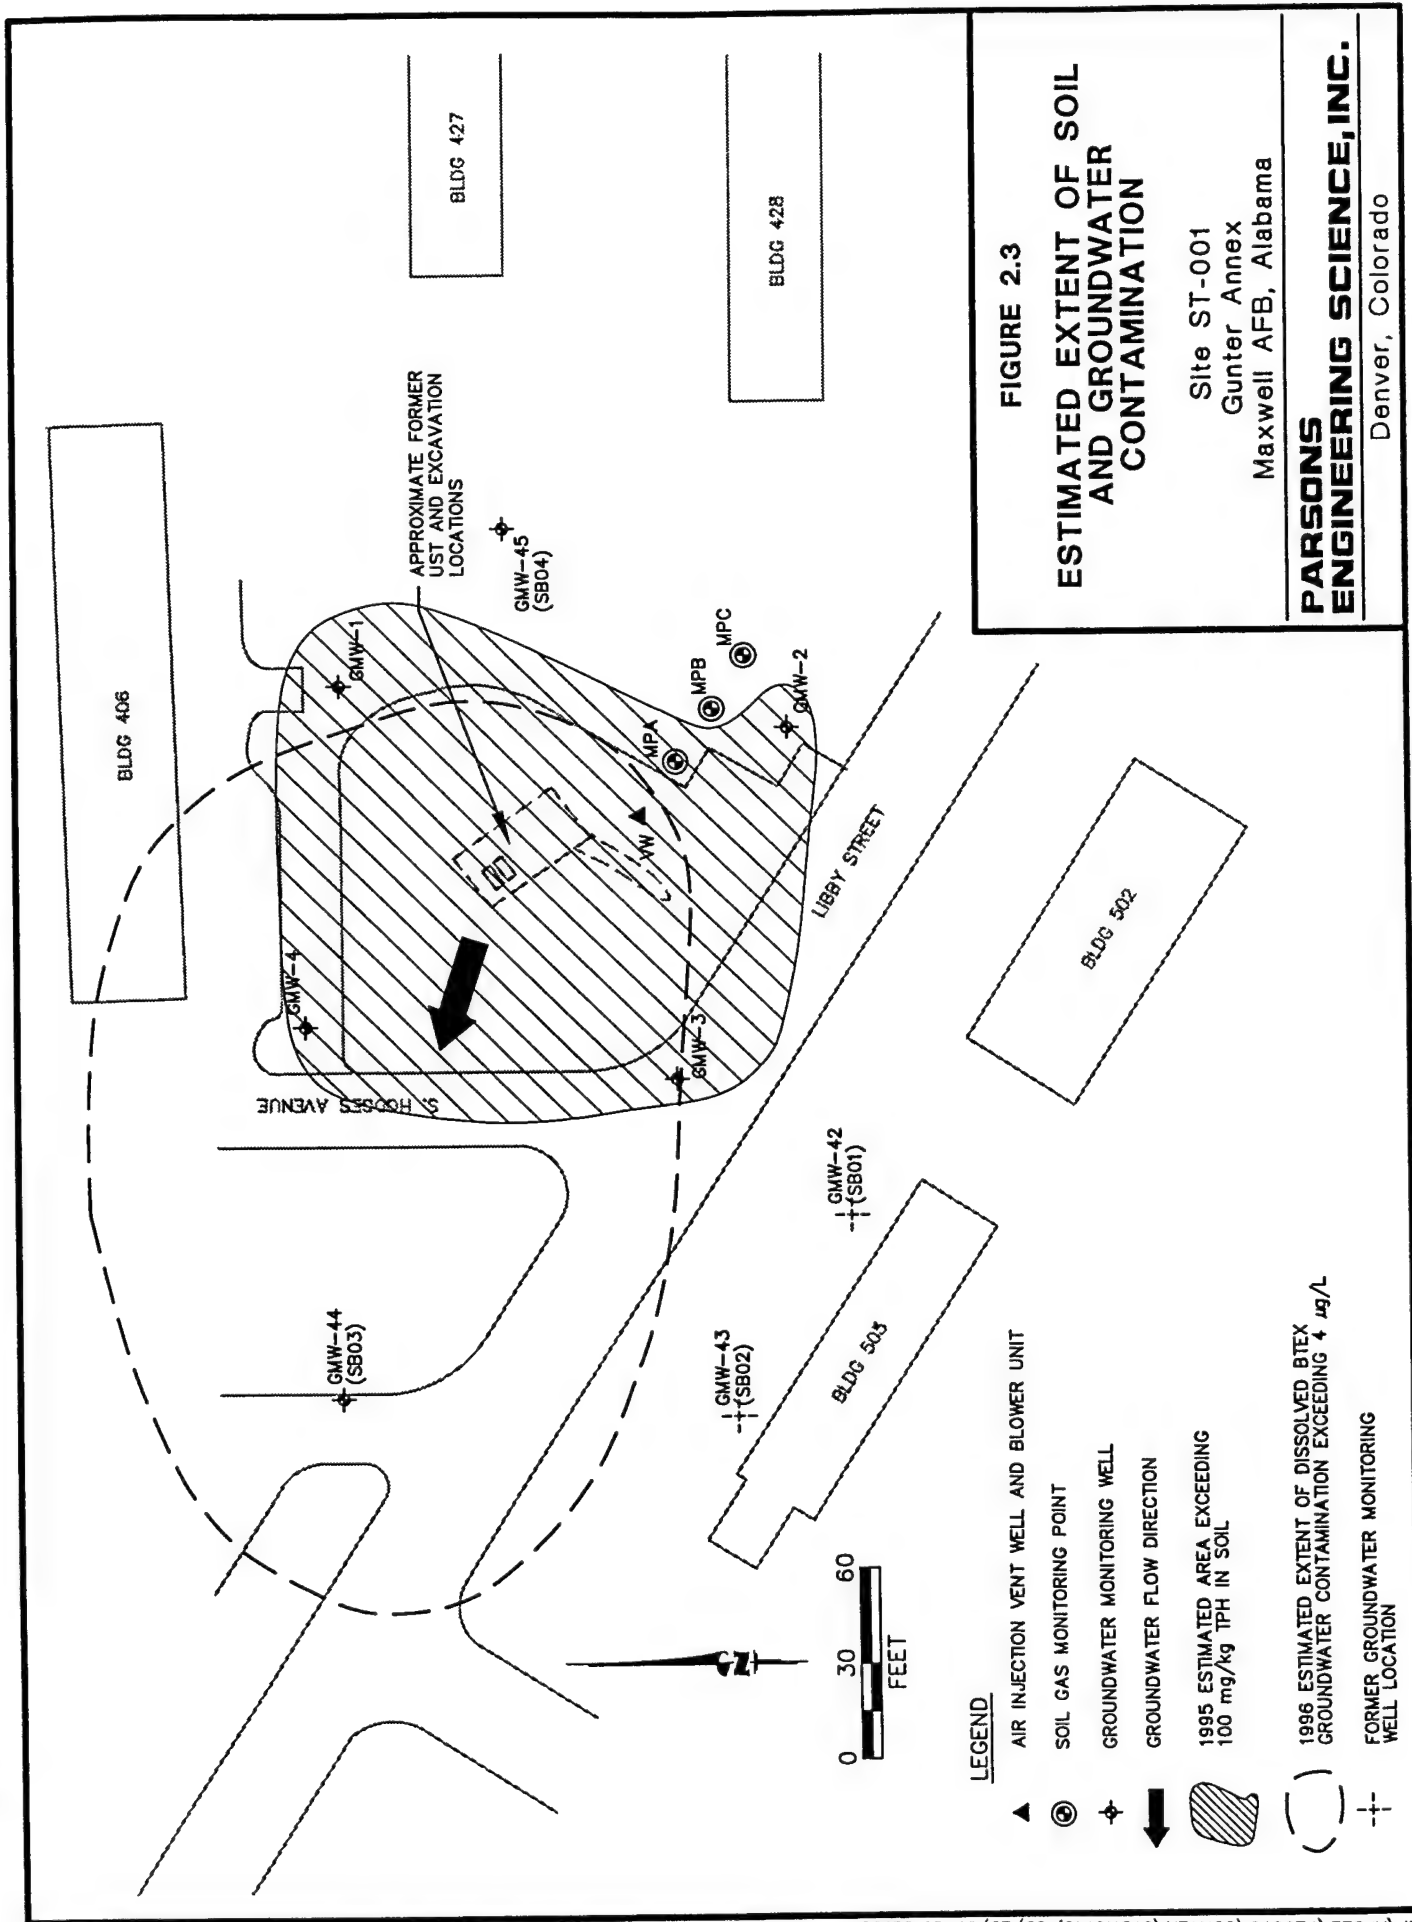 BLDG 406
BLDG 427
BLDG 428
APPROXIMATE FORMER
UST AND EXCAVATION
LOCATIONS
GMW-1
GMW-45
(SB04)
GMW-4
MPA
MPB
MPC
VW
GMW-2
GMW-3
S. HODGES AVENUE
LIBBY STREET
GMW-44
(SB03)
GMW-42
(SB01)
GMW-43
(SB02)
BLDG 502
BLDG 503
N
0 30 60
FEET
LEGEND
AIR INJECTION VENT WELL AND BLOWER UNIT
SOIL GAS MONITORING POINT
GROUNDWATER MONITORING WELL
GROUNDWATER FLOW DIRECTION
1995 ESTIMATED AREA EXCEEDING
100 mg/kg TPH IN SOIL
1996 ESTIMATED EXTENT OF DISSOLVED BTEX
GROUNDWATER CONTAMINATION EXCEEDING 4 µg/L
FORMER GROUNDWATER MONITORING
WELL LOCATION
FIGURE 2.3
ESTIMATED EXTENT OF SOIL
AND GROUNDWATER
CONTAMINATION
Site ST-001
Gunter Annex
Maxwell AFB, Alabama
PARSONS
ENGINEERING SCIENCE, INC.
Denver, Colorado